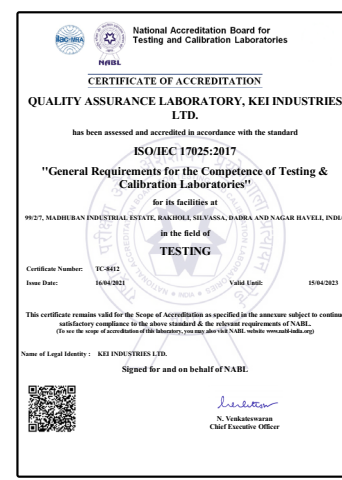 ilac-MRA
NABL
National Accreditation Board for
Testing and Calibration Laboratories
CERTIFICATE OF ACCREDITATION
QUALITY ASSURANCE LABORATORY, KEI INDUSTRIES
LTD.
has been assessed and accredited in accordance with the standard
ISO/IEC 17025:2017
"General Requirements for the Competence of Testing &
Calibration Laboratories"
for its facilities at
99/2/7, MADHUBAN INDUSTRIAL ESTATE, RAKHOLI, SILVASSA, DADRA AND NAGAR HAVELI, INDI
in the field of
TESTING
Certificate Number: TC-8412
Issue Date: 16/04/2021 Valid Until: 15/04/2023
This certificate remains valid for the Scope of Accreditation as specified in the annexure subject to continu
satisfactory compliance to the above standard & the relevant requirements of NABL.
(To see the scope of accreditation of this laboratory, you may also visit NABL website www.nabl-india.org)
Name of Legal Identity : KEI INDUSTRIES LTD.
Signed for and on behalf of NABL
N. Venkateswaran
Chief Executive Officer